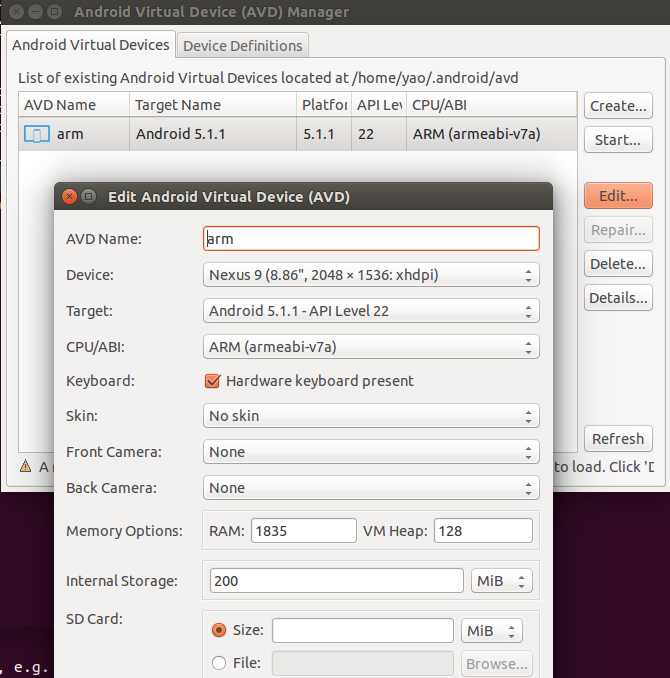 Android Virtual Device (AVD) Manager
Android Virtual Devices Device Definitions
List of existing Android Virtual Devices located at /home/yao/.android/avd
AVD Name Target Name Platfor API Lev CPU/ABI
arm Android 5.1.1 5.1.1 22 ARM (armeabi-v7a)
Create...
Start...
Edit...
Repair...
Delete...
Details...
Refresh
to load. Click 'D
Edit Android Virtual Device (AVD)
AVD Name: arm
Device: Nexus 9 (8.86", 2048 × 1536: xhdpi)
Target: Android 5.1.1 - API Level 22
CPU/ABI: ARM (armeabi-v7a)
Keyboard: Hardware keyboard present
Skin: No skin
Front Camera: None
Back Camera: None
Memory Options: RAM: 1835 VM Heap: 128
Internal Storage: 200 MiB
SD Card:
Size: MiB
File: Browse...
, e.g.